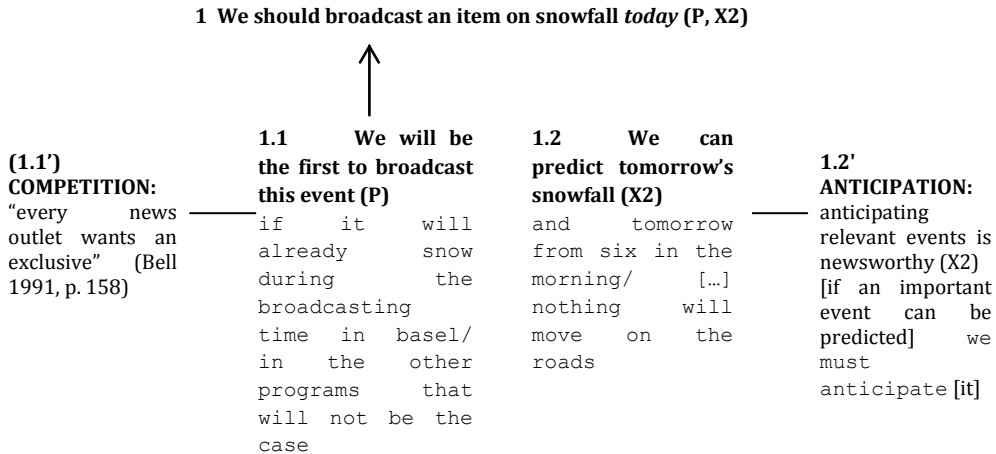 1 We should broadcast an item on snowfall today (P, X2)
(1.1’)
COMPETITION:
“every news
outlet wants an
exclusive” (Bell
1991, p. 158)
1.1 We will be
the first to broadcast
this event (P)
if it will
already snow
during the
broadcasting
time in basel/
in the other
programs that
will not be the
case
1.2 We can
predict tomorrow’s
snowfall (X2)
and tomorrow
from six in the
morning/ […]
nothing will
move on the
roads
1.2'
ANTICIPATION:
anticipating
relevant events is
newsworthy (X2)
[if an important
event can be
predicted] we
must
anticipate [it]